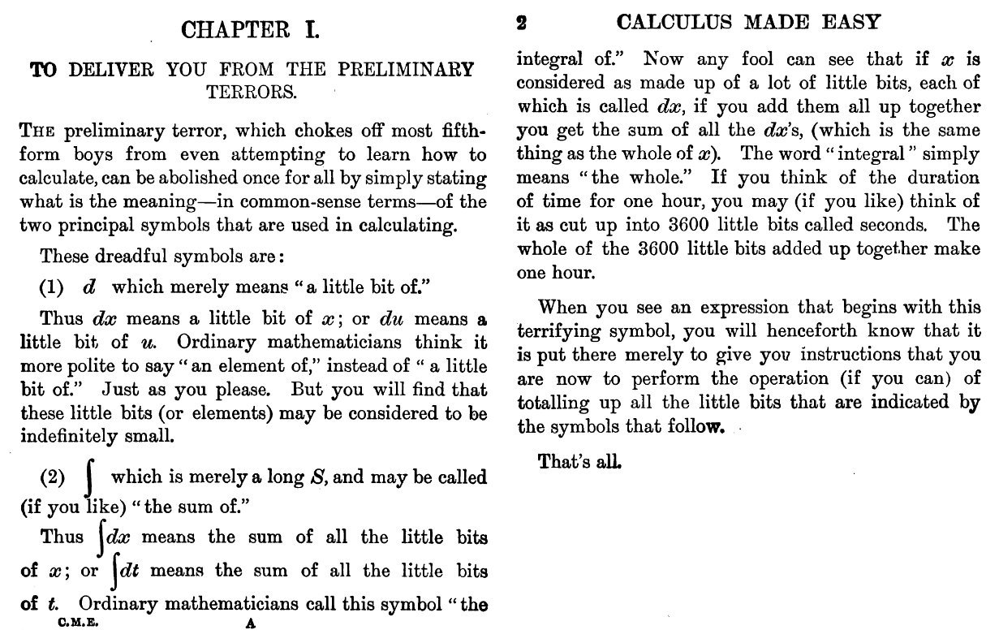 CHAPTER I.
TO DELIVER YOU FROM THE PRELIMINARY
TERRORS.
THE preliminary terror, which chokes off most fifth-
form boys from even attempting to learn how to
calculate, can be abolished once for all by simply stating
what is the meaning—in common-sense terms—of the
two principal symbols that are used in calculating.
These dreadful symbols are:
(1) d which merely means “a little bit of.”
Thus dx means a little bit of x; or du means a
little bit of u. Ordinary mathematicians think it
more polite to say “an element of,” instead of “ a little
bit of.” Just as you please. But you will find that
these little bits (or elements) may be considered to be
indefinitely small.
(2) ∫ which is merely a long S, and may be called
(if you like) “the sum of.”
Thus ∫dx means the sum of all the little bits
of x; or ∫dt means the sum of all the little bits
of t. Ordinary mathematicians call this symbol “the
C.M.E. A
2 CALCULUS MADE EASY
integral of.” Now any fool can see that if x is
considered as made up of a lot of little bits, each of
which is called dx, if you add them all up together
you get the sum of all the dx’s, (which is the same
thing as the whole of x). The word “integral” simply
means “the whole.” If you think of the duration
of time for one hour, you may (if you like) think of
it as cut up into 3600 little bits called seconds. The
whole of the 3600 little bits added up together make
one hour.
When you see an expression that begins with this
terrifying symbol, you will henceforth know that it
is put there merely to give you instructions that you
are now to perform the operation (if you can) of
totalling up all the little bits that are indicated by
the symbols that follow.
That’s all.